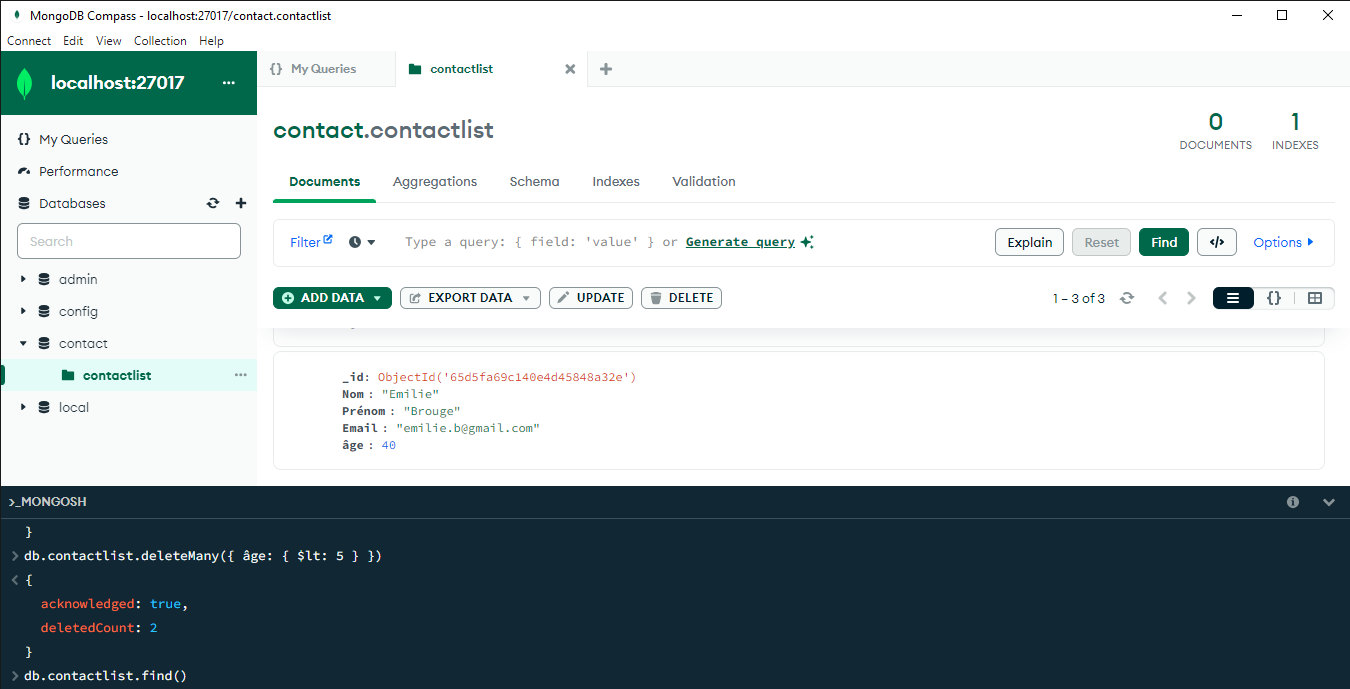 MongoDB Compass - localhost:27017/contact.contactlist
Connect Edit View Collection Help
localhost:27017 ...
{} My Queries
contactlist
My Queries
Performance
Databases
Search
admin
config
contact
contactlist ...
local
contact.contactlist
0
DOCUMENTS
1
INDEXES
Documents Aggregations Schema Indexes Validation
Filter Type a query: { field: 'value' } or Generate query Explain Reset Find </> Options
ADD DATA EXPORT DATA UPDATE DELETE 1 – 3 of 3 {}
_id: ObjectId('65d5fa69c140e4d45848a32e')
Nom : "Emilie"
Prénom : "Brouge"
Email : "emilie.b@gmail.com"
âge : 40
>_MONGOSH
}
> db.contactlist.deleteMany({ âge: { $lt: 5 } })
< {
acknowledged: true,
deletedCount: 2
}
> db.contactlist.find()